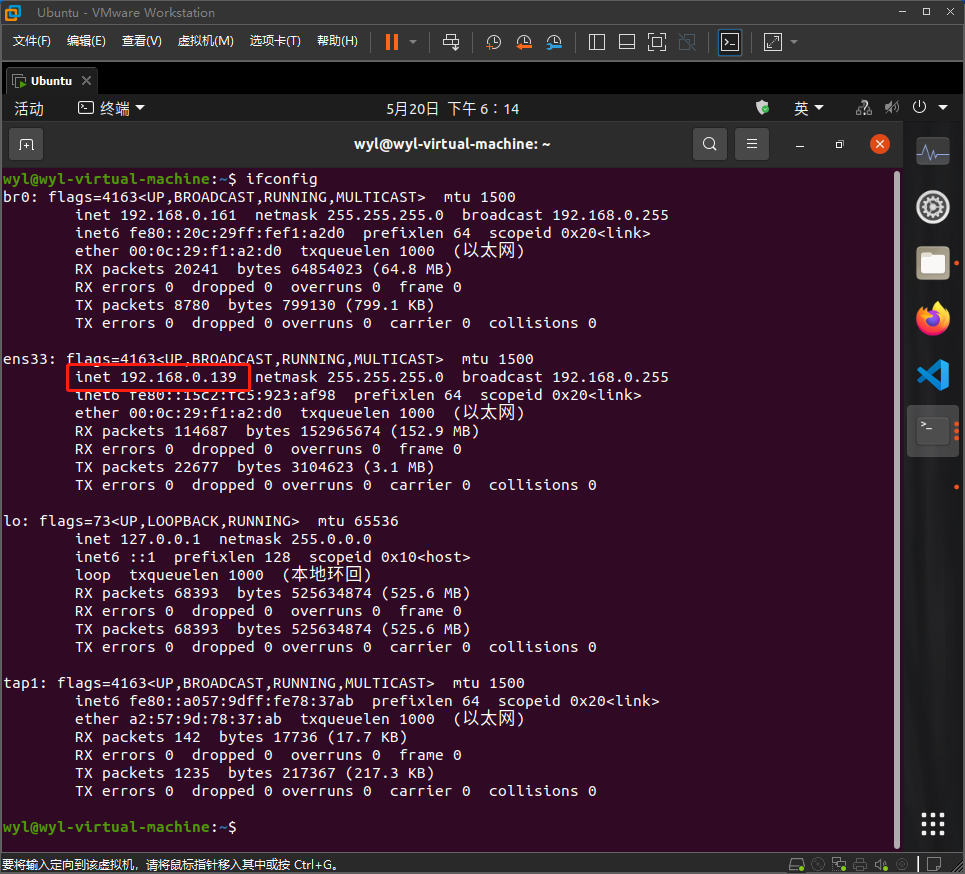 Ubuntu - VMware Workstation
文件(F) 编辑(E) 查看(V) 虚拟机(M) 选项卡(T) 帮助(H)
Ubuntu
活动 终端 5月20日 下午 6:14 英
wyl@wyl-virtual-machine: ~
wyl@wyl-virtual-machine:~$ ifconfig
br0: flags=4163<UP,BROADCAST,RUNNING,MULTICAST>  mtu 1500
        inet 192.168.0.161  netmask 255.255.255.0  broadcast 192.168.0.255
        inet6 fe80::20c:29ff:fef1:a2d0  prefixlen 64  scopeid 0x20<link>
        ether 00:0c:29:f1:a2:d0  txqueuelen 1000  (以太网)
        RX packets 20241  bytes 64854023 (64.8 MB)
        RX errors 0  dropped 0  overruns 0  frame 0
        TX packets 8780  bytes 799130 (799.1 KB)
        TX errors 0  dropped 0 overruns 0  carrier 0  collisions 0
ens33: flags=4163<UP,BROADCAST,RUNNING,MULTICAST>  mtu 1500
        inet 192.168.0.139  netmask 255.255.255.0  broadcast 192.168.0.255
        inet6 fe80::15c2:fc5:923:af98  prefixlen 64  scopeid 0x20<link>
        ether 00:0c:29:f1:a2:d0  txqueuelen 1000  (以太网)
        RX packets 114687  bytes 152965674 (152.9 MB)
        RX errors 0  dropped 0  overruns 0  frame 0
        TX packets 22677  bytes 3104623 (3.1 MB)
        TX errors 0  dropped 0 overruns 0  carrier 0  collisions 0
lo: flags=73<UP,LOOPBACK,RUNNING>  mtu 65536
        inet 127.0.0.1  netmask 255.0.0.0
        inet6 ::1  prefixlen 128  scopeid 0x10<host>
        loop  txqueuelen 1000  (本地环回)
        RX packets 68393  bytes 525634874 (525.6 MB)
        RX errors 0  dropped 0  overruns 0  frame 0
        TX packets 68393  bytes 525634874 (525.6 MB)
        TX errors 0  dropped 0 overruns 0  carrier 0  collisions 0
tap1: flags=4163<UP,BROADCAST,RUNNING,MULTICAST>  mtu 1500
        inet6 fe80::a057:9dff:fe78:37ab  prefixlen 64  scopeid 0x20<link>
        ether a2:57:9d:78:37:ab  txqueuelen 1000  (以太网)
        RX packets 142  bytes 17736 (17.7 KB)
        RX errors 0  dropped 0  overruns 0  frame 0
        TX packets 1235  bytes 217367 (217.3 KB)
        TX errors 0  dropped 0 overruns 0  carrier 0  collisions 0
wyl@wyl-virtual-machine:~$
要将输入定向到该虚拟机，请将鼠标指针移入其中或按 Ctrl+G。